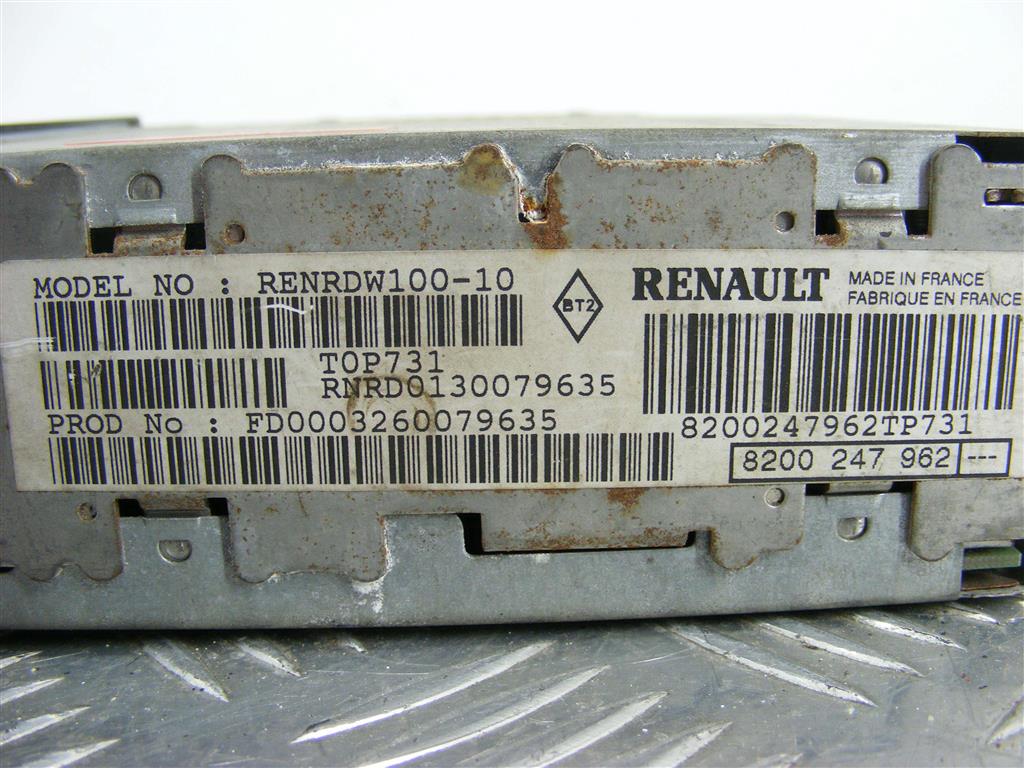 MODEL NO : RENRDW100-10
BT2
RENAULT
MADE IN FRANCE
FABRIQUE EN FRANCE
T0P731
RNRD0130079635
PROD No : FD0003260079635
8200247962TP731
8200 247 962 ---